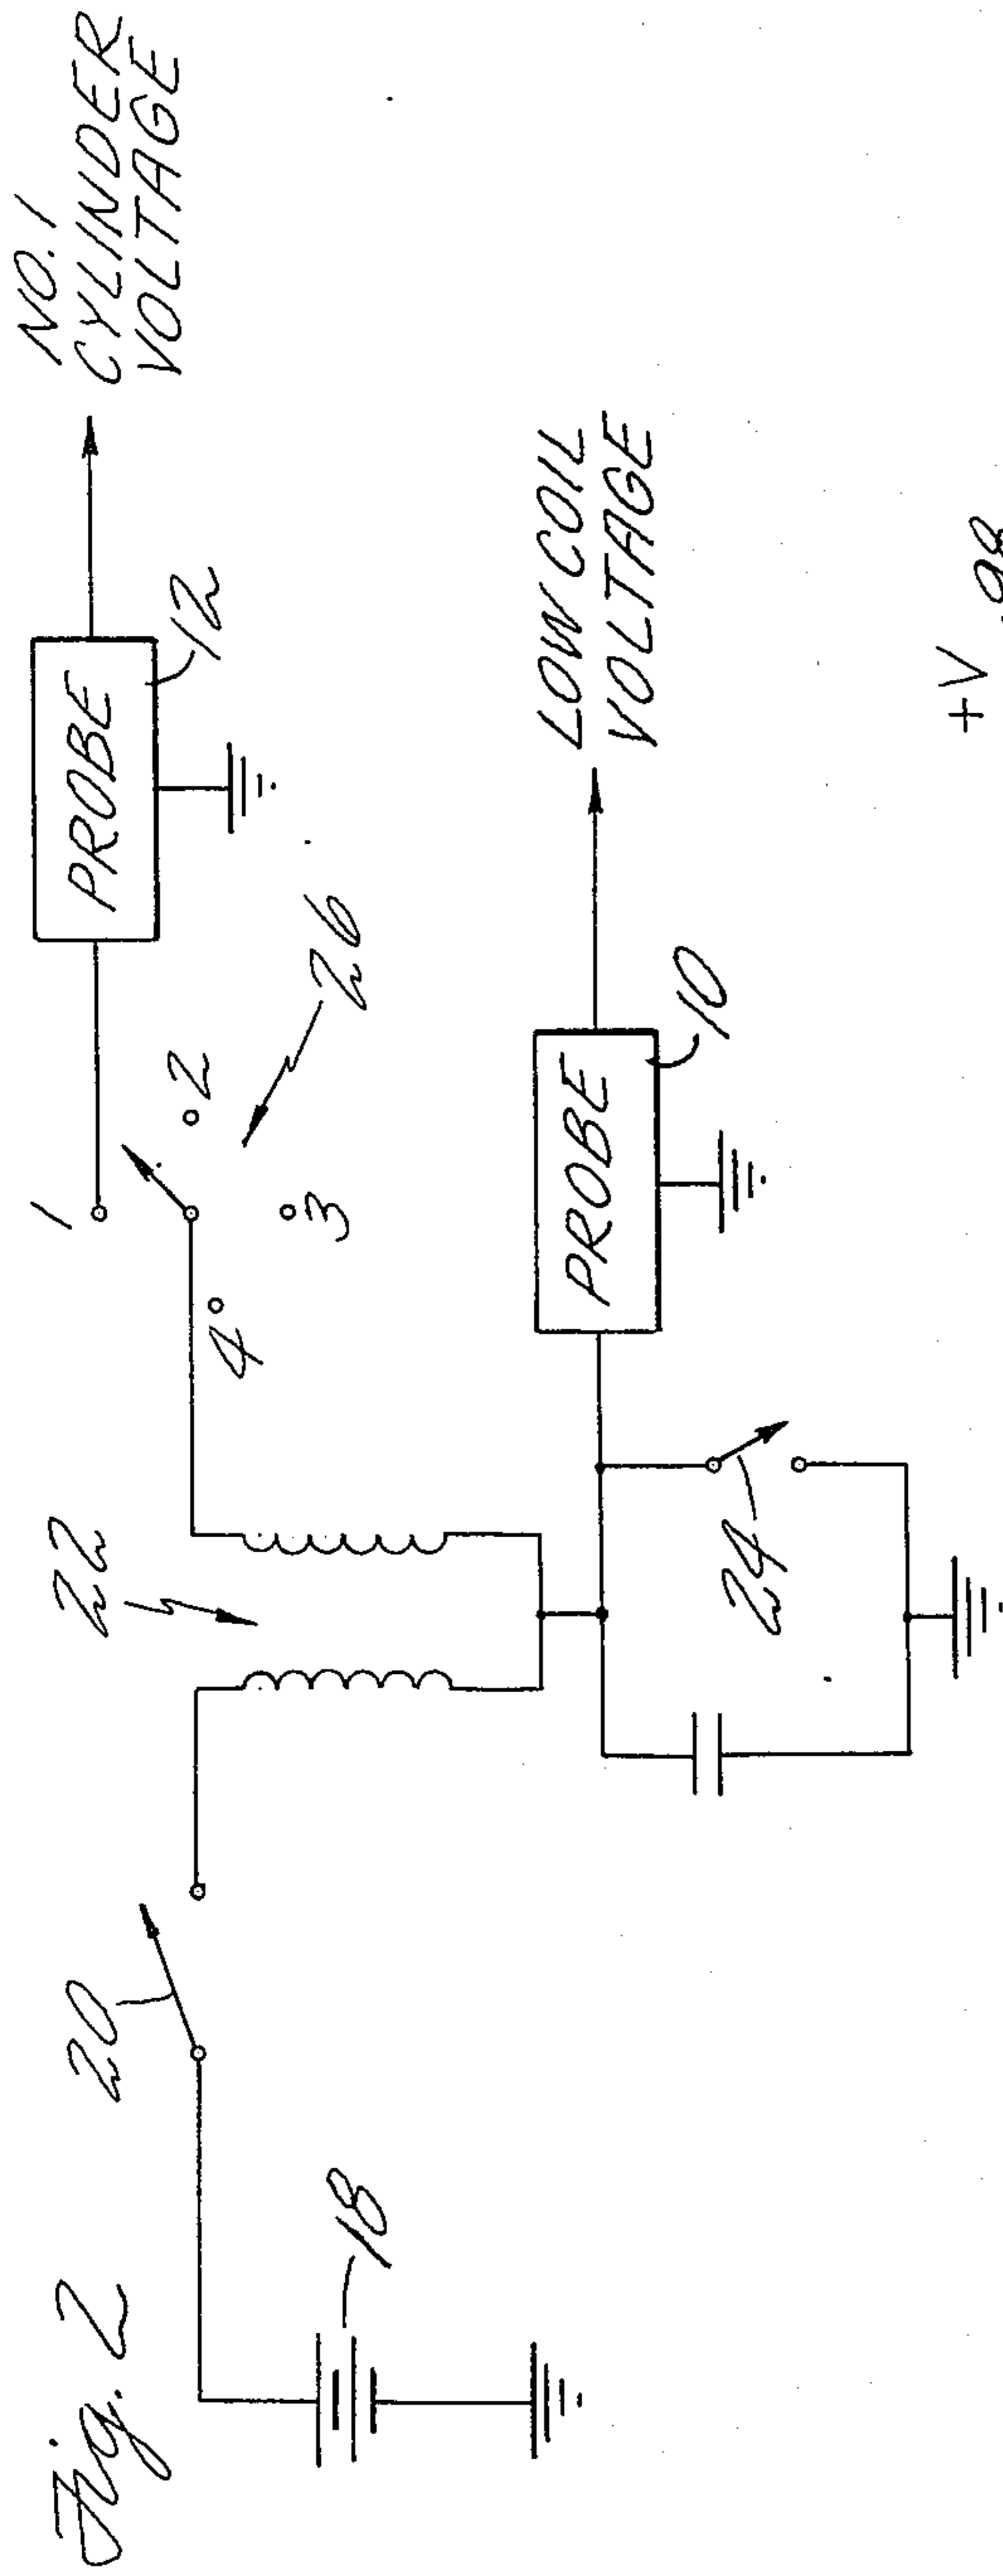 Fig. 2
20
22
18
4
1
2
3
26
PROBE
12
NO. 1
CYLINDER
VOLTAGE
24
PROBE
10
LOW COIL
VOLTAGE
+V
98